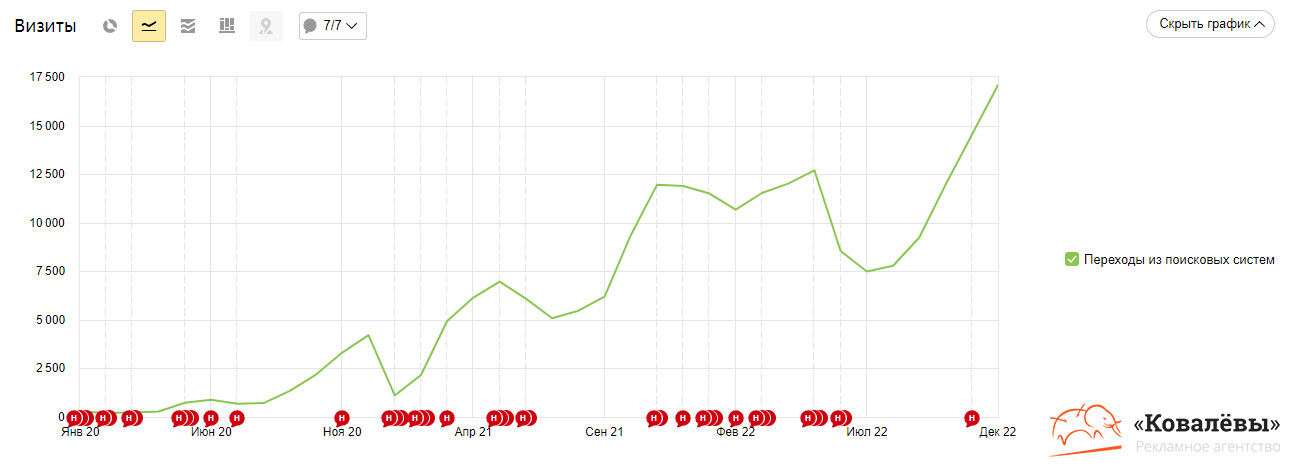 Визиты
7/7
Скрыть график
17 500
15 000
12 500
10 000
7 500
5 000
2 500
0
Переходы из поисковых систем
Н Н Н Н Н Н Н Н Н Н Н Н Н Н Н Н Н Н Н Н
Янв 20 Июн 20 Ноя 20 Апр 21 Сен 21 Фев 22 Июл 22 Дек 22
«Ковалёвы»
Рекламное агентство